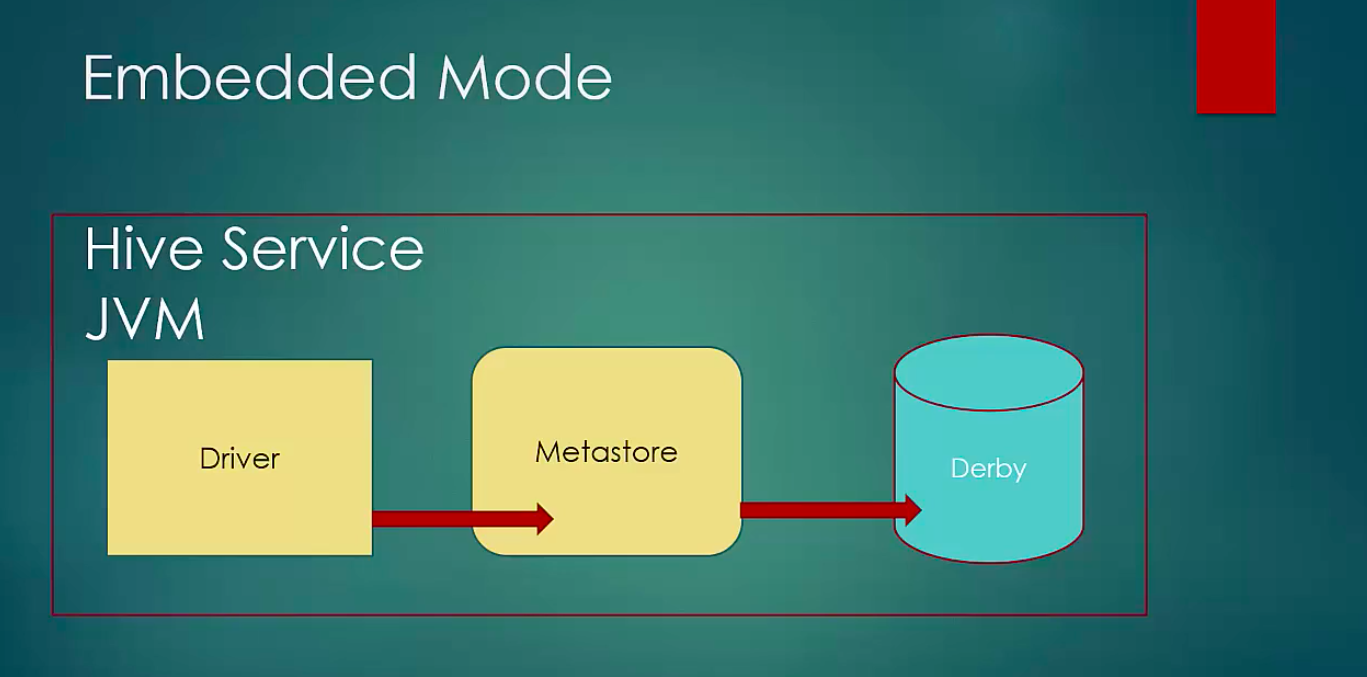 Embedded Mode
Hive Service
JVM
Driver
Metastore
Derby